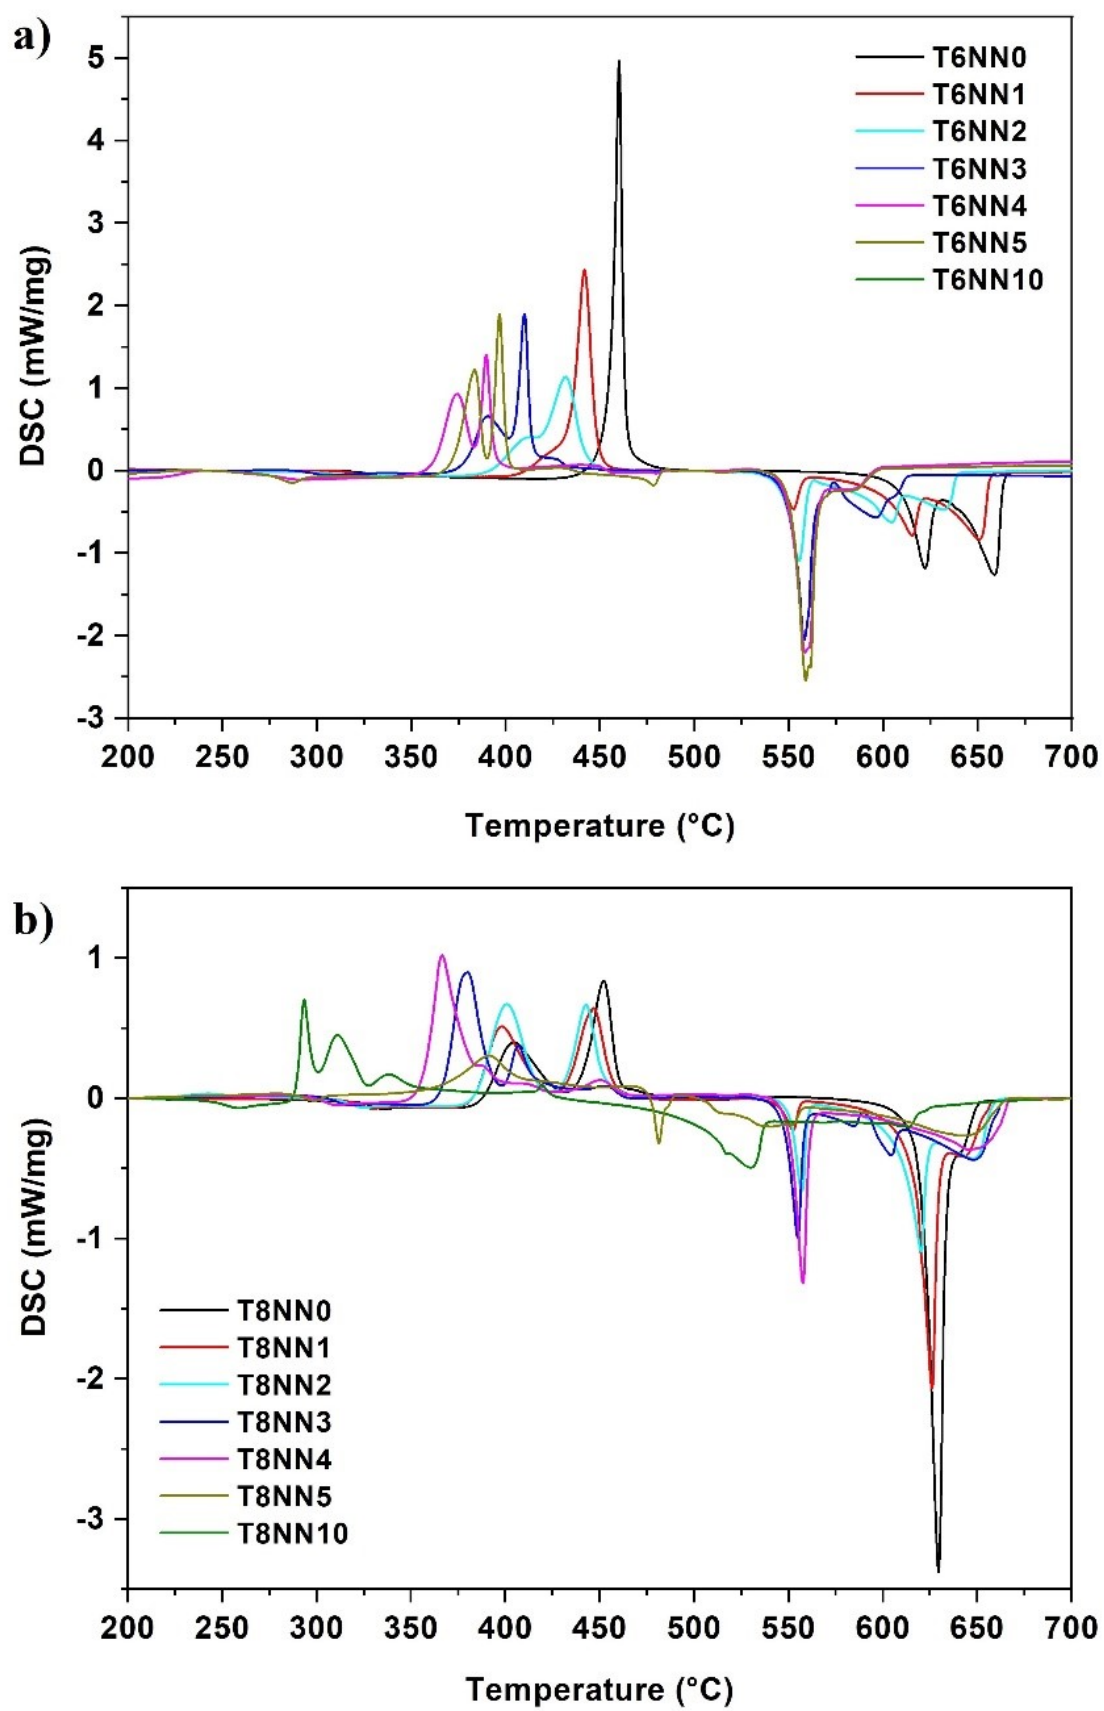 a)
DSC (mW/mg)
5
4
3
2
1
0
-1
-2
-3
T6NN0
T6NN1
T6NN2
T6NN3
T6NN4
T6NN5
T6NN10
200 250 300 350 400 450 500 550 600 650 700
Temperature (°C)
b)
DSC (mW/mg)
1
0
-1
-2
-3
T8NN0
T8NN1
T8NN2
T8NN3
T8NN4
T8NN5
T8NN10
200 250 300 350 400 450 500 550 600 650 700
Temperature (°C)